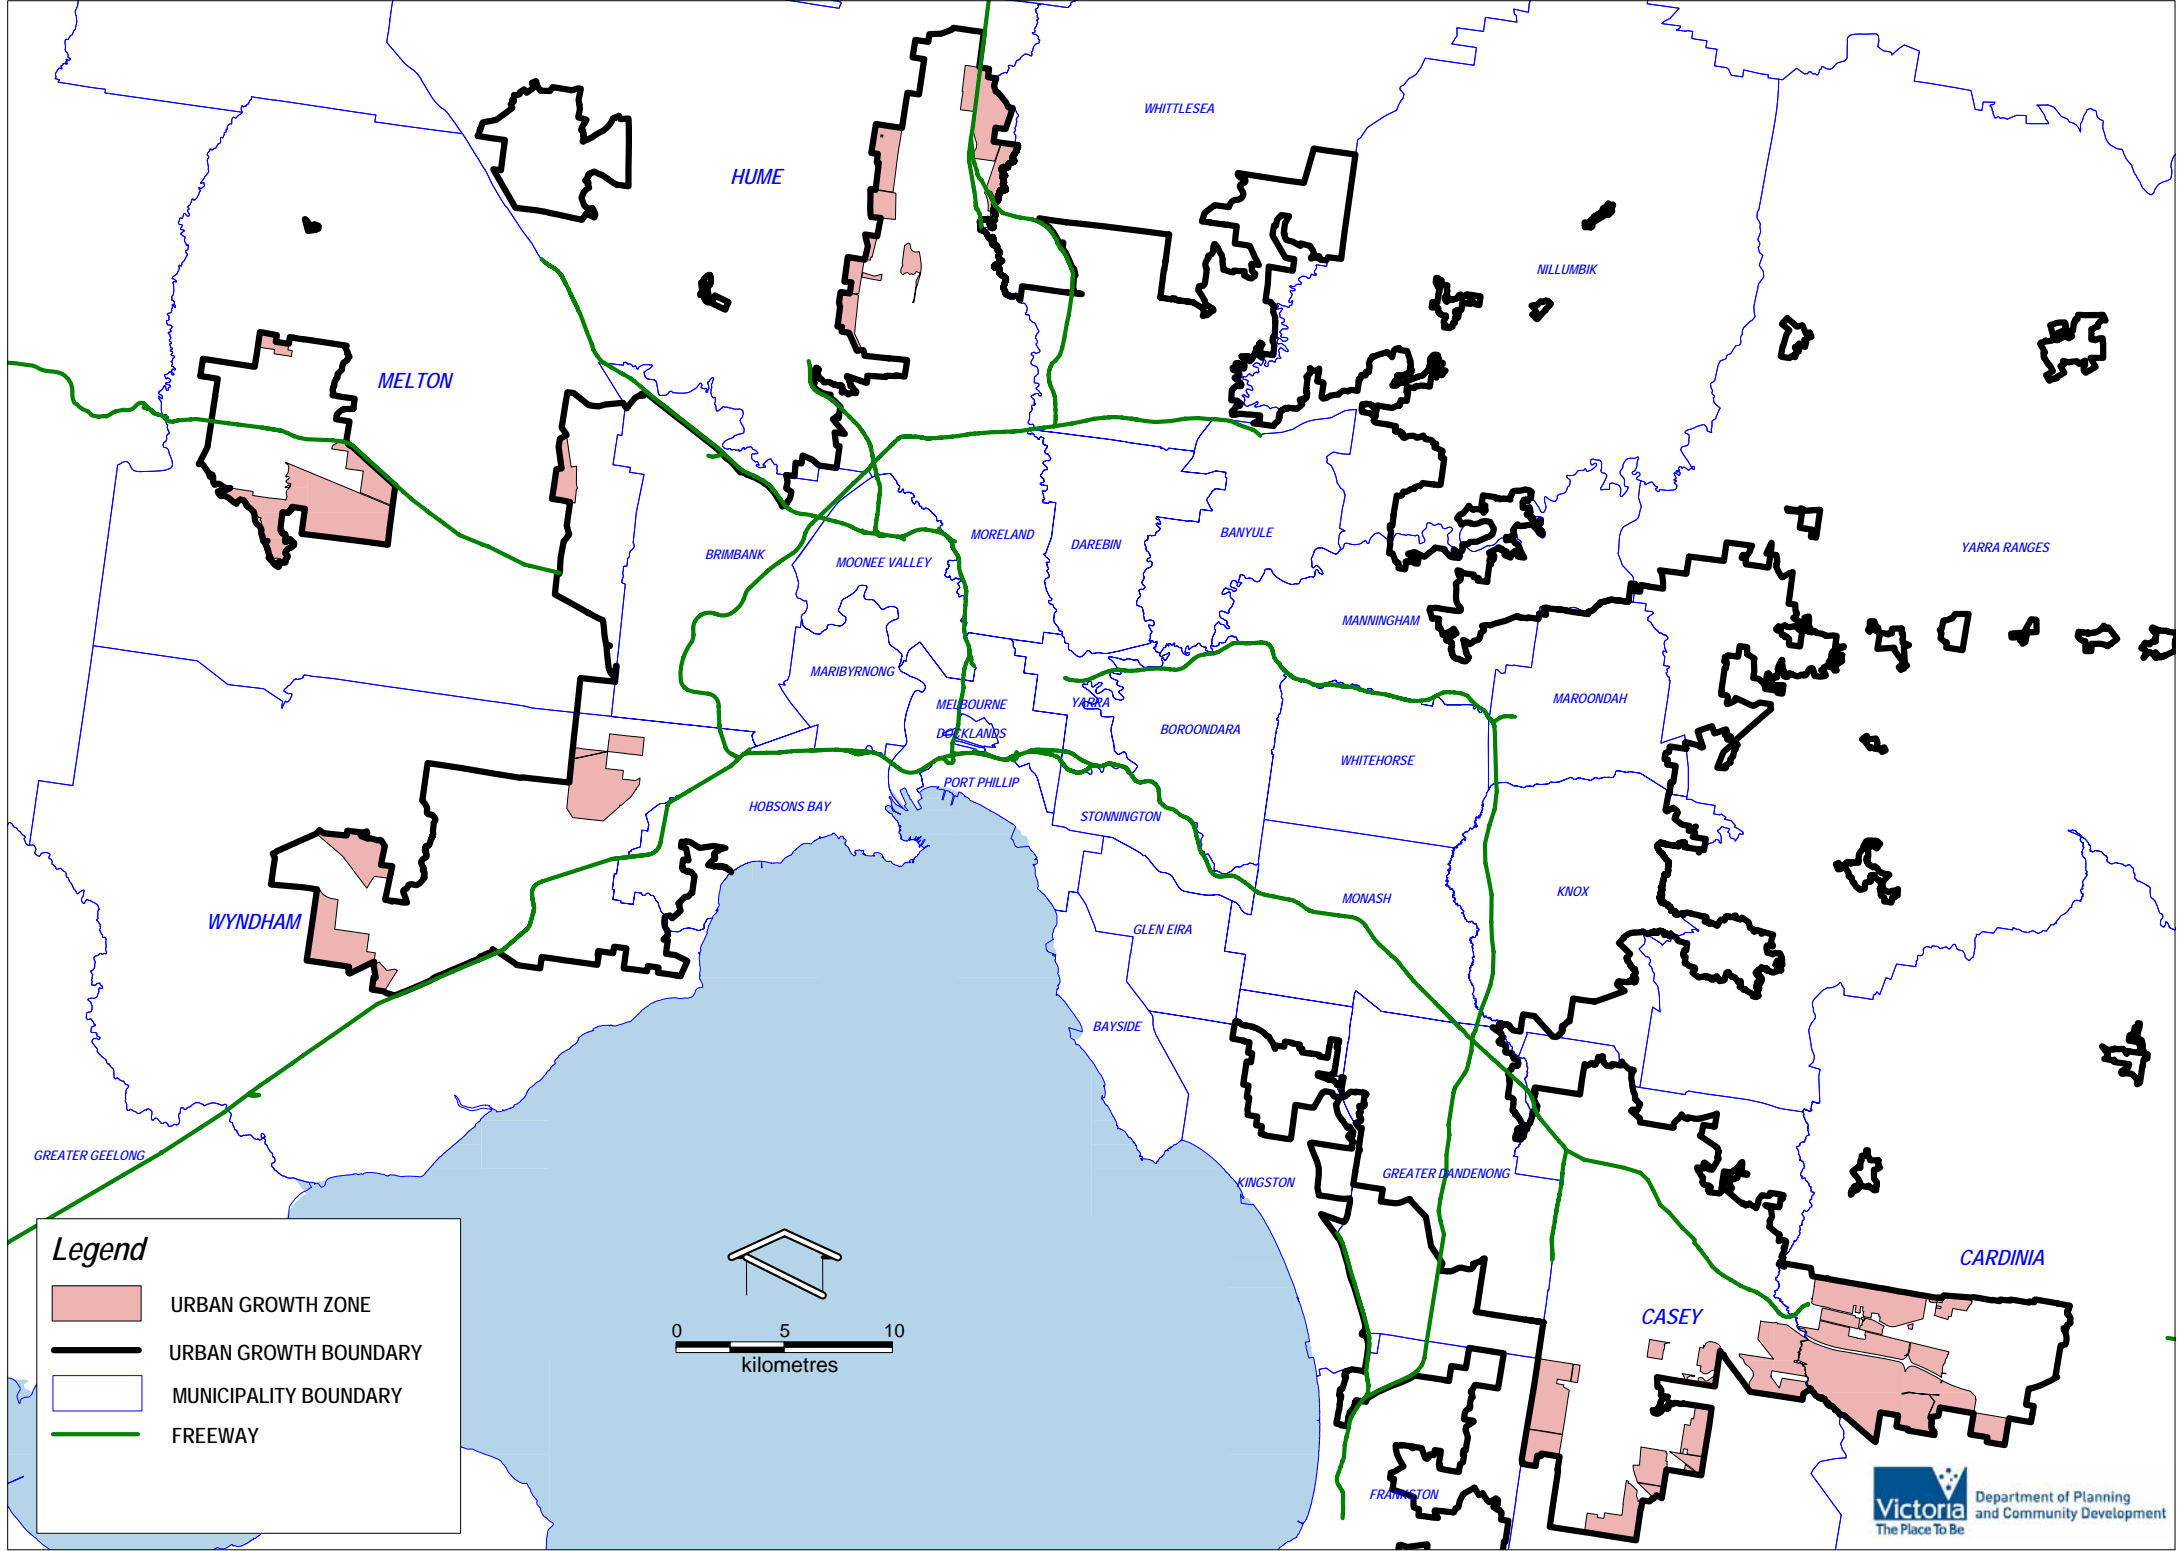 WHITTLESEA
HUME
NILLUMBIK
MELTON
MORELAND
DAREBIN
BANYULE
BRIMBANK
MOONEE VALLEY
YARRA RANGES
MANNINGHAM
MARIBYRNONG
MELBOURNE
YARRA
MAROONDAH
DOCKLANDS
BOROONDARA
WHITEHORSE
PORT PHILLIP
HOBSONS BAY
STONNINGTON
WYNDHAM
MONASH
KNOX
GLEN EIRA
BAYSIDE
GREATER GEELONG
KINGSTON
GREATER DANDENONG
CARDINIA
CASEY
FRANKSTON
Legend
URBAN GROWTH ZONE
URBAN GROWTH BOUNDARY
MUNICIPALITY BOUNDARY
FREEWAY
0 5 10
kilometres
Victoria
The Place To Be
Department of Planning
and Community Development